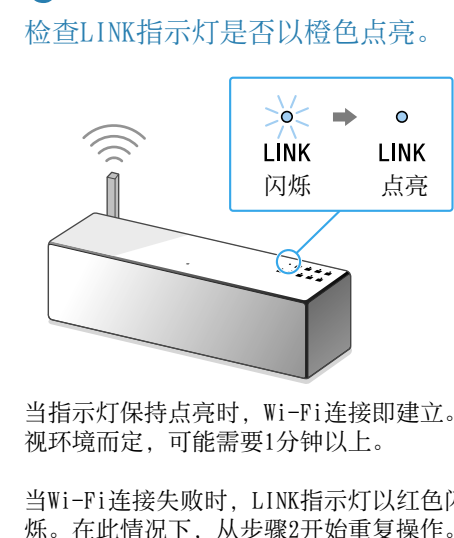 检查LINK指示灯是否以橙色点亮。
LINK LINK
闪烁 点亮
当指示灯保持点亮时，Wi-Fi连接即建立。
视环境而定，可能需要1分钟以上。
当Wi-Fi连接失败时，LINK指示灯以红色闪
烁。在此情况下，从步骤2开始重复操作。